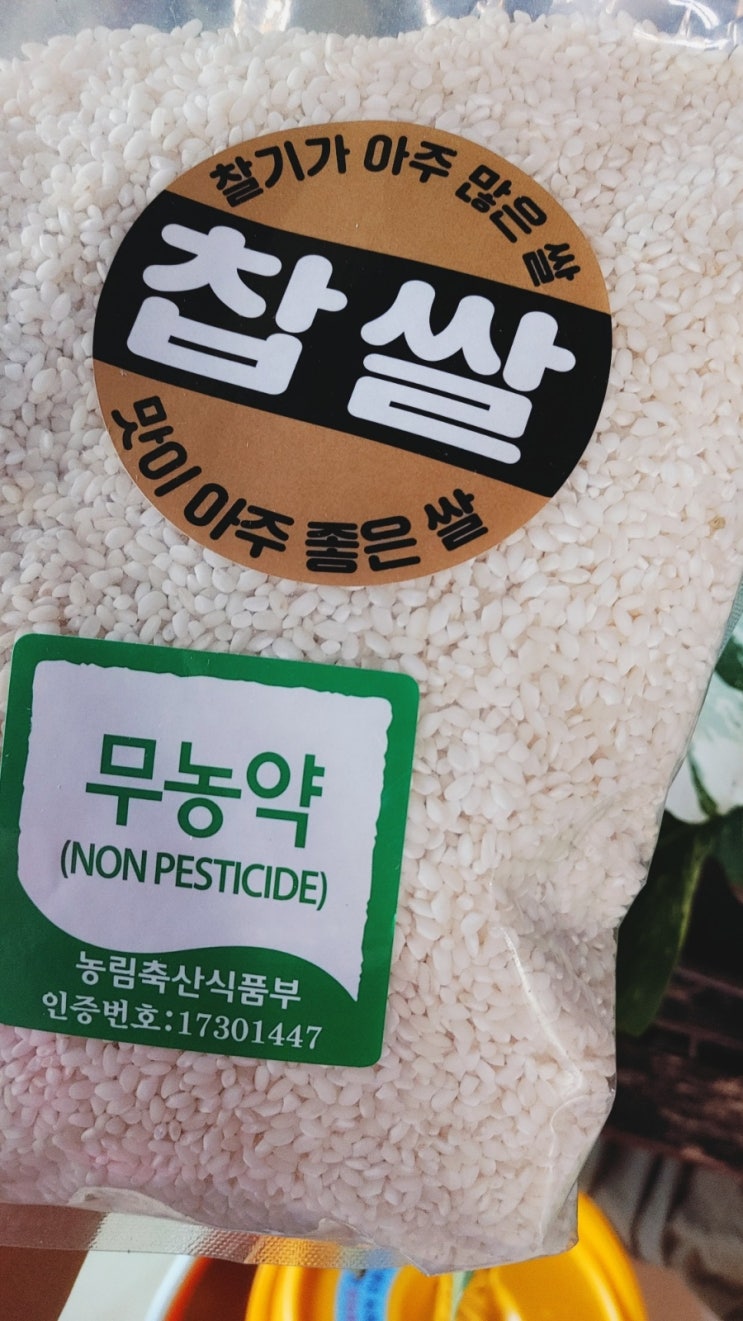 찰기가 아주 많은 쌀
찹쌀
맛이 아주 좋은 쌀
무농약
(NON PESTICIDE)
농림축산식품부
인증번호:17301447